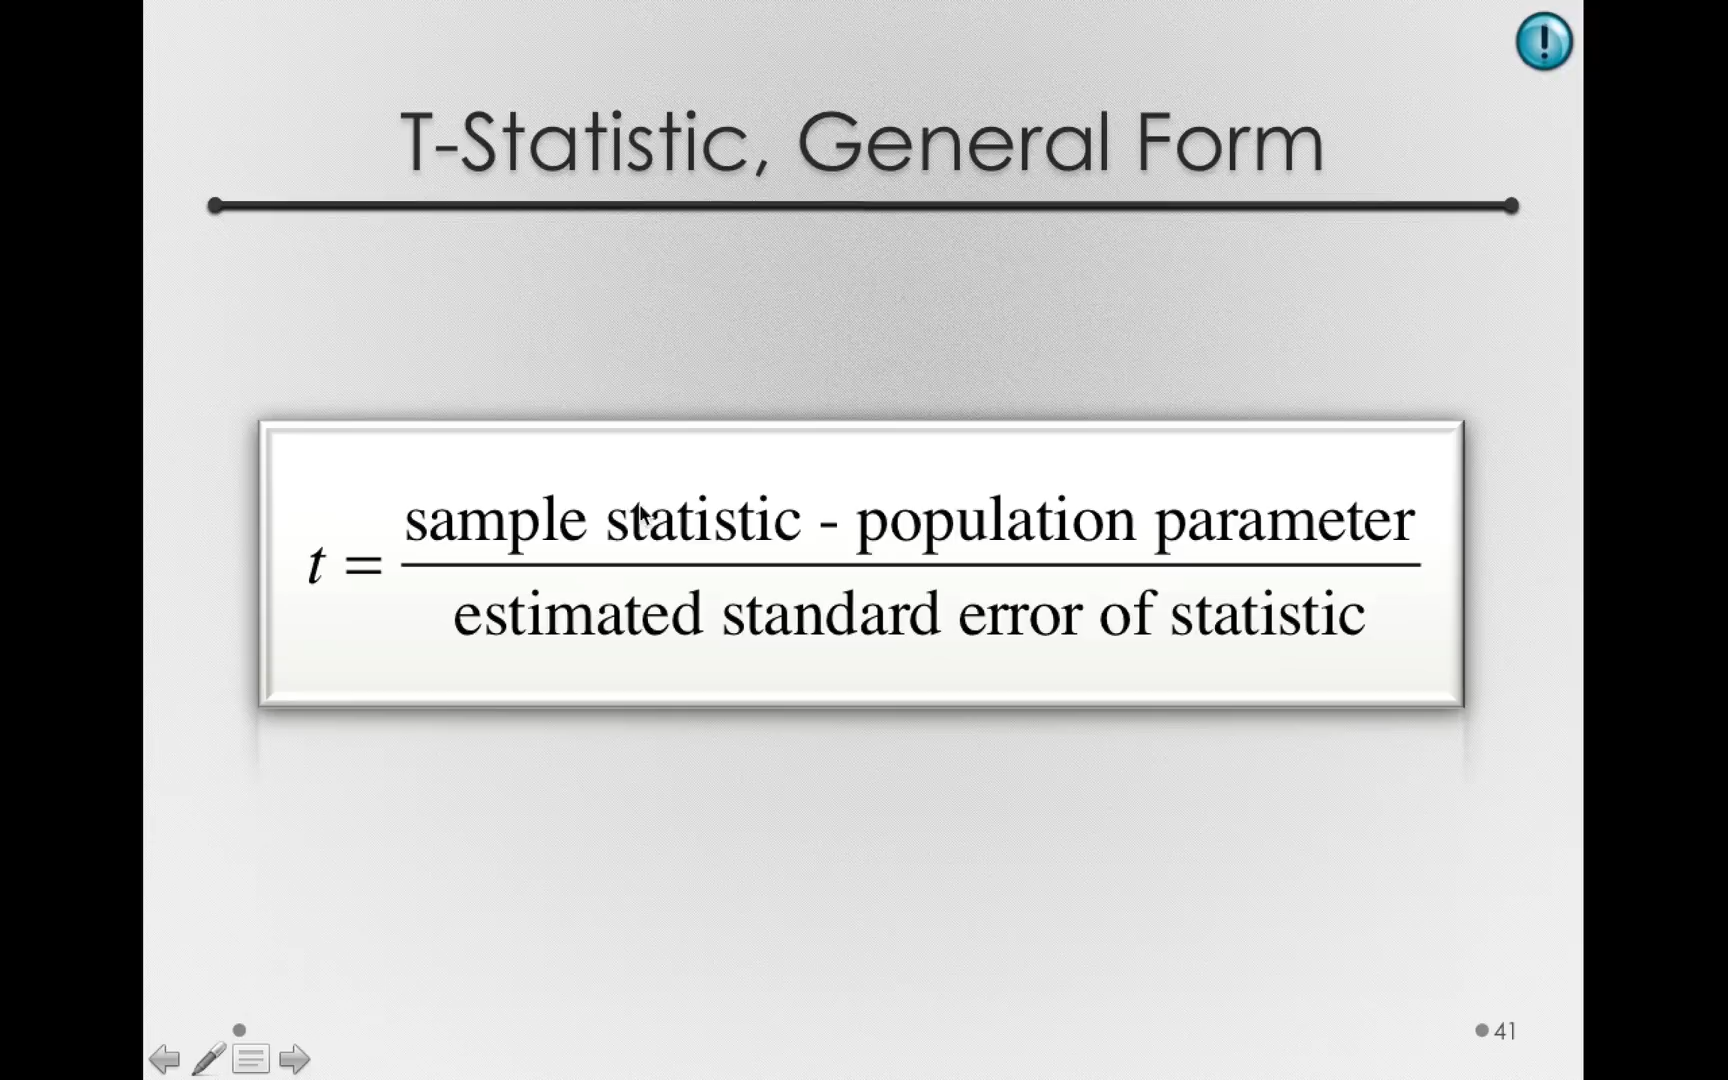 !
T-Statistic, General Form
t = sample statistic - population parameter
estimated standard error of statistic
41